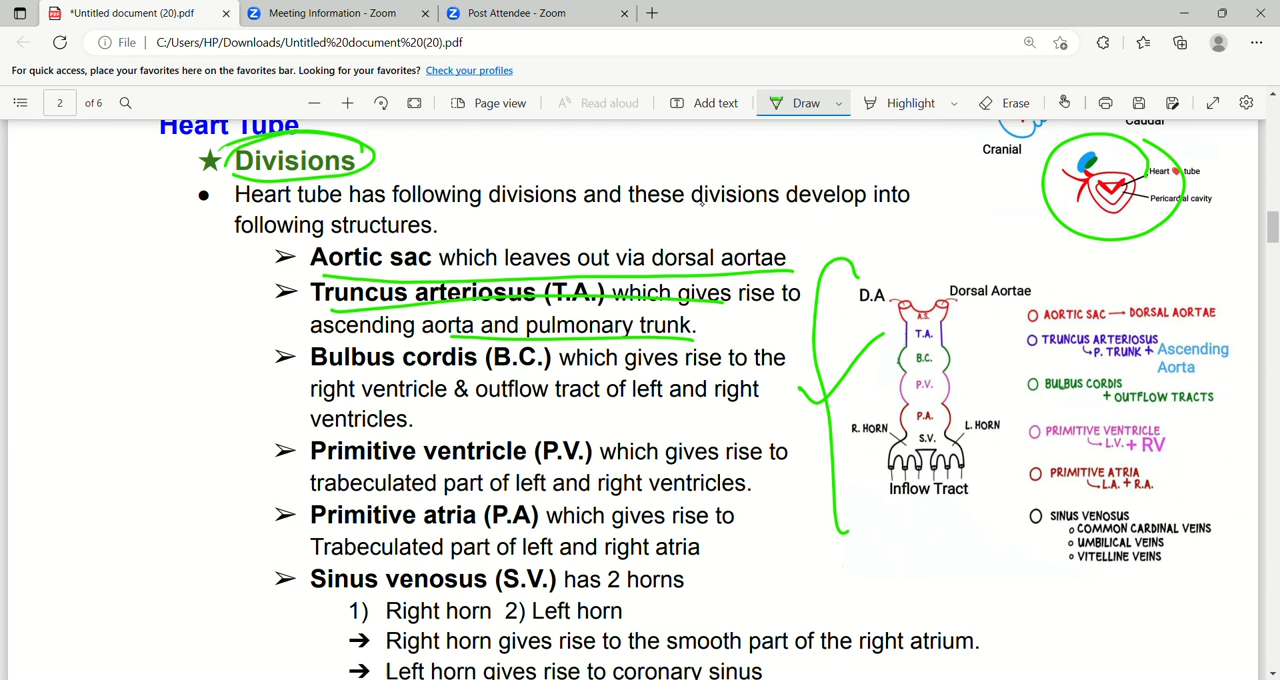 *Untitled document (20).pdf
Meeting Information - Zoom
Post Attendee - Zoom
File
C:/Users/HP/Downloads/Untitled%20document%20(20).pdf
For quick access, place your favorites here on the favorites bar. Looking for your favorites? Check your profiles
2 of 6
Page view
Read aloud
Add text
Draw
Highlight
Erase
Heart Tube
Divisions
Heart tube has following divisions and these divisions develop into
following structures.
Aortic sac which leaves out via dorsal aortae
Truncus arteriosus (T.A.) which gives rise to
ascending aorta and pulmonary trunk.
Bulbus cordis (B.C.) which gives rise to the
right ventricle & outflow tract of left and right
ventricles.
Primitive ventricle (P.V.) which gives rise to
trabeculated part of left and right ventricles.
Primitive atria (P.A) which gives rise to
Trabeculated part of left and right atria
Sinus venosus (S.V.) has 2 horns
1) Right horn 2) Left horn
Right horn gives rise to the smooth part of the right atrium.
Left horn gives rise to coronary sinus
Caudal
Cranial
Heart tube
Pericardial cavity
D.A
Dorsal Aortae
A.S.
T.A.
B.C.
P.V.
P.A.
R. HORN
S.V.
L. HORN
Inflow Tract
AORTIC SAC → DORSAL AORTAE
TRUNCUS ARTERIOSUS
P. TRUNK + Ascending
Aorta
BULBUS CORDIS
+ OUTFLOW TRACTS
PRIMITIVE VENTRICLE
L.V. + RV
PRIMITIVE ATRIA
L.A. + R.A.
SINUS VENOSUS
COMMON CARDINAL VEINS
UMBILICAL VEINS
VITELLINE VEINS